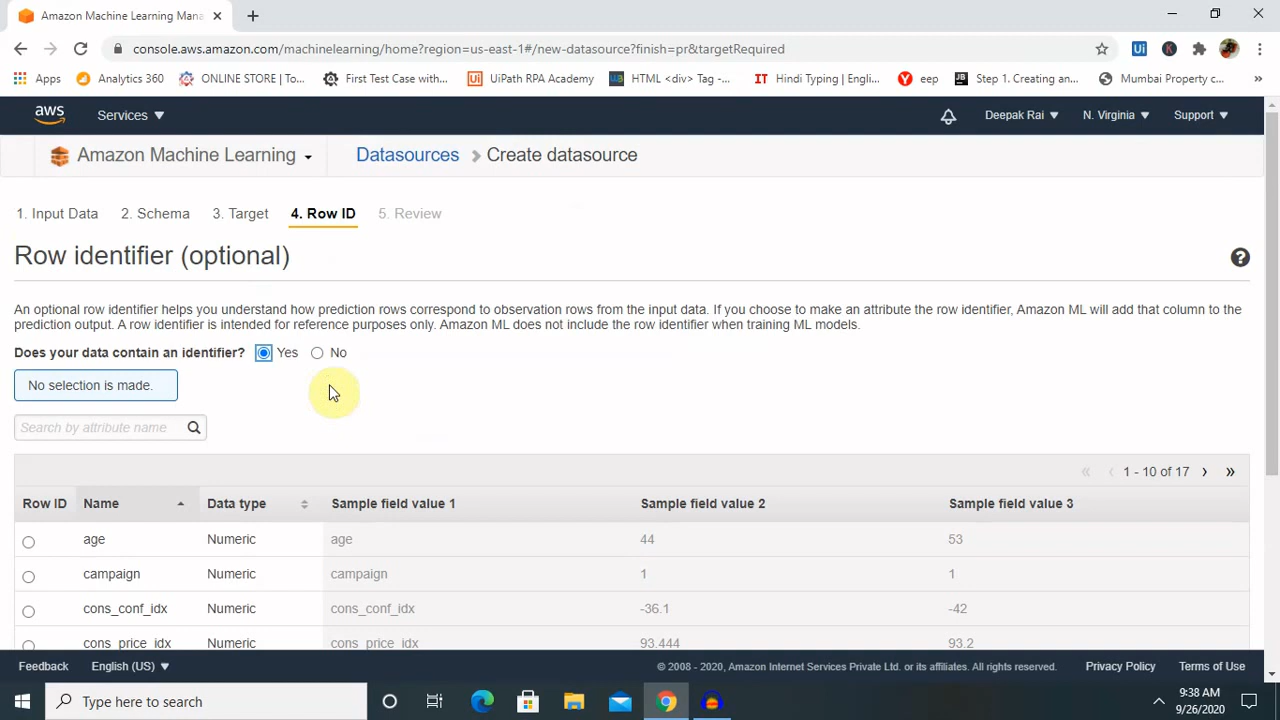 Amazon Machine Learning Mana
console.aws.amazon.com/machinelearning/home?region=us-east-1#/new-datasource?finish=pr&targetRequired
Ui
K
Apps
Analytics 360
ONLINE STORE | To...
First Test Case with...
UiPath RPA Academy
HTML <div> Tag -...
IT
Hindi Typing | Engli...
Y
eep
JB
Step 1. Creating an...
Mumbai Property c...
»
aws
Services
Deepak Rai
N. Virginia
Support
Amazon Machine Learning
Datasources
Create datasource
1. Input Data
2. Schema
3. Target
4. Row ID
5. Review
Row identifier (optional)
?
An optional row identifier helps you understand how prediction rows correspond to observation rows from the input data. If you choose to make an attribute the row identifier, Amazon ML will add that column to the
prediction output. A row identifier is intended for reference purposes only. Amazon ML does not include the row identifier when training ML models.
Does your data contain an identifier? Yes No
No selection is made.
Search by attribute name
« ‹ 1 - 10 of 17 › »
Row ID Name Data type Sample field value 1 Sample field value 2 Sample field value 3
age Numeric age 44 53
campaign Numeric campaign 1 1
cons_conf_idx Numeric cons_conf_idx -36.1 -42
cons_price_idx Numeric cons_price_idx 93.444 93.2
Feedback English (US) © 2008 - 2020, Amazon Internet Services Private Ltd. or its affiliates. All rights reserved. Privacy Policy Terms of Use
Type here to search
9:38 AM
9/26/2020